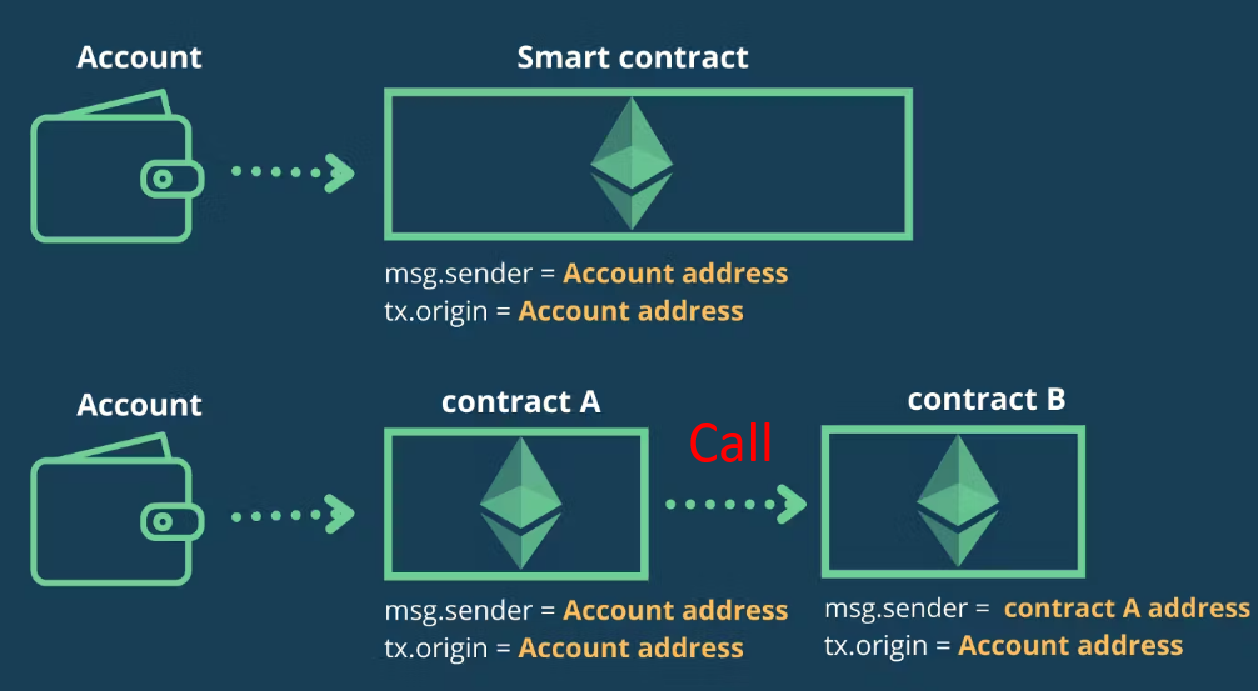 Account
Smart contract
msg.sender = Account address
tx.origin = Account address
Account
contract A
Call
contract B
msg.sender = Account address
tx.origin = Account address
msg.sender = contract A address
tx.origin = Account address